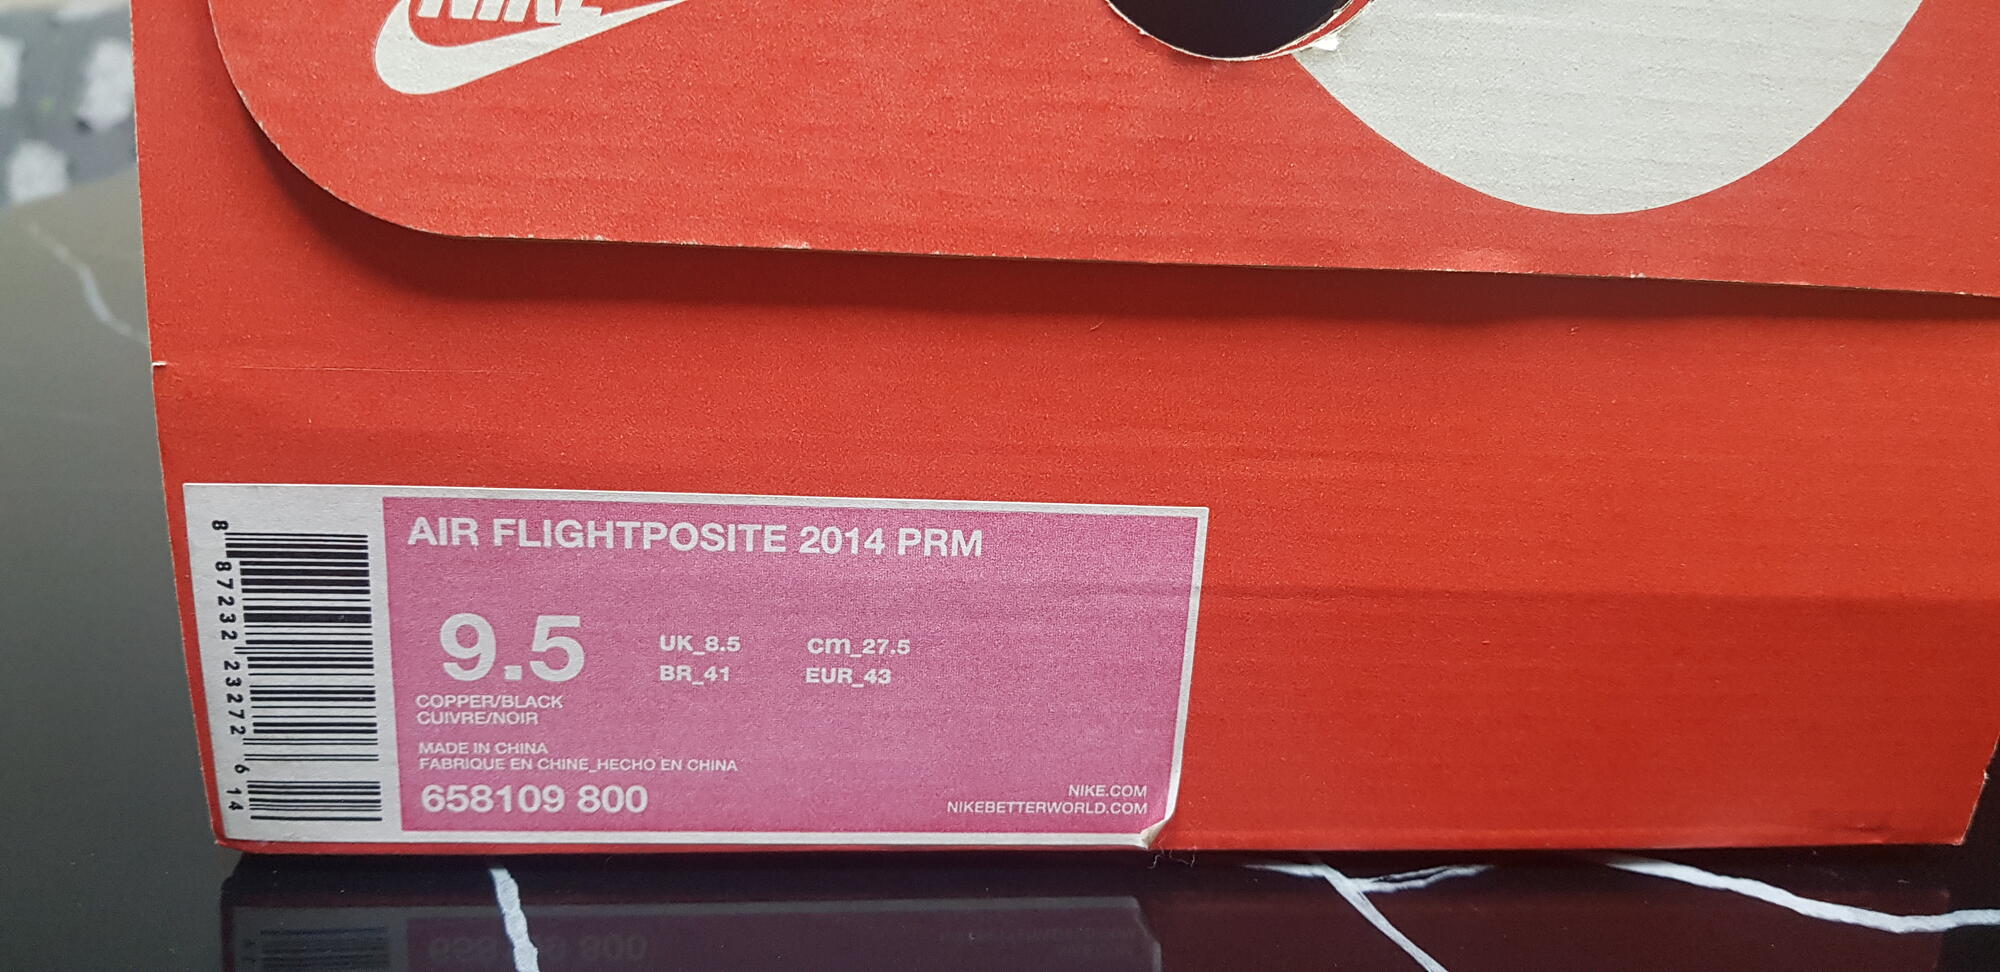 NIKE
AIR FLIGHTPOSITE 2014 PRM
9.5
UK_8.5
cm_27.5
BR_41
EUR_43
COPPER/BLACK
CUIVRE/NOIR
MADE IN CHINA
FABRIQUE EN CHINE_HECHO EN CHINA
658109 800
NIKE.COM
NIKEBETTERWORLD.COM
8 87232 23272 6 14